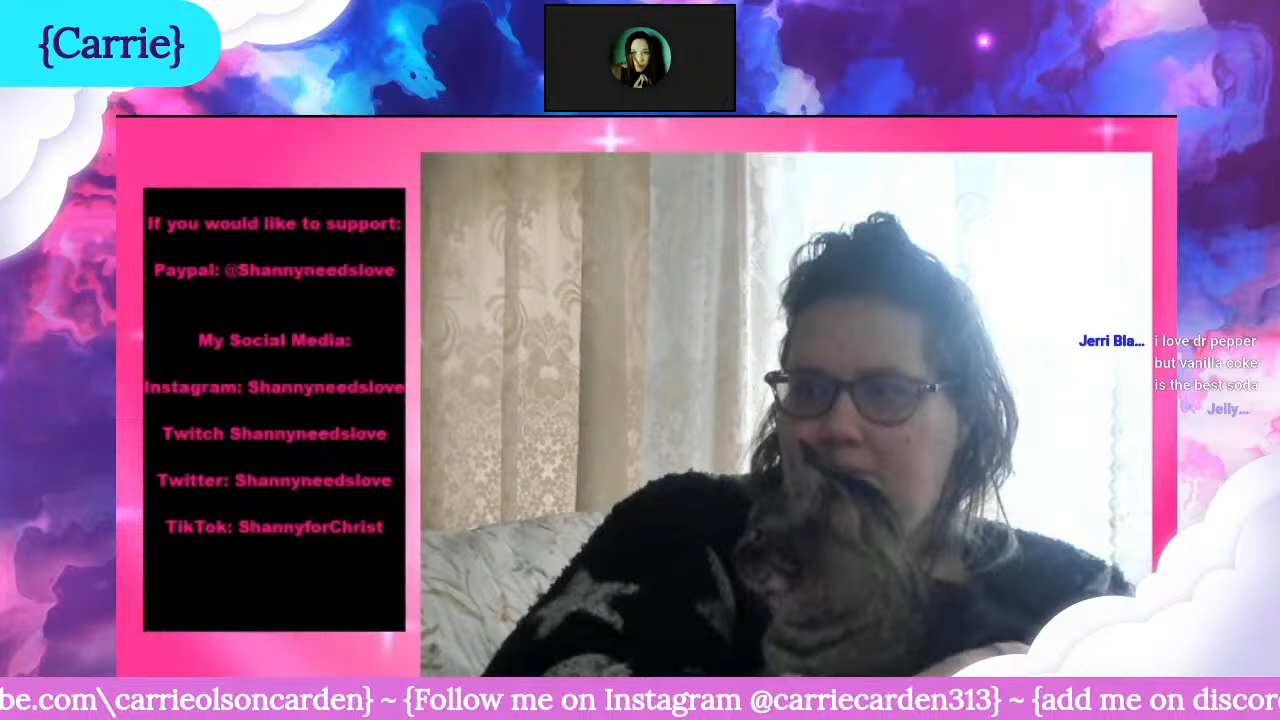 {Carrie}
If you would like to support:
Paypal: @Shannyneedslove
My Social Media:
Instagram: Shannyneedslove
Twitch Shannyneedslove
Twitter: Shannyneedslove
TikTok: ShannyforChrist
Jerri Bla... i love dr pepper
but vanilla coke
is the best soda
Jelly...
be.com\carrieolsoncarden} ~ {Follow me on Instagram @carriecarden313} ~ {add me on discor